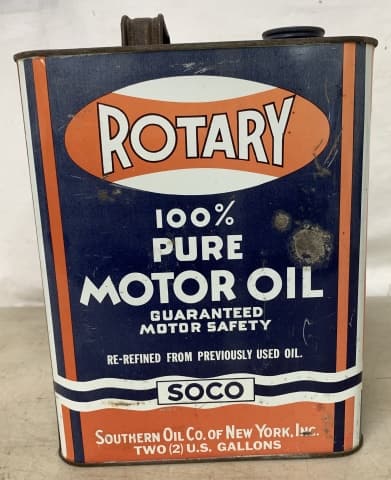 ROTARY
100%
PURE
MOTOR OIL
GUARANTEED
MOTOR SAFETY
RE-REFINED FROM PREVIOUSLY USED OIL.
SOCO
SOUTHERN OIL CO. OF NEW YORK, INC.
TWO (2) U.S. GALLONS